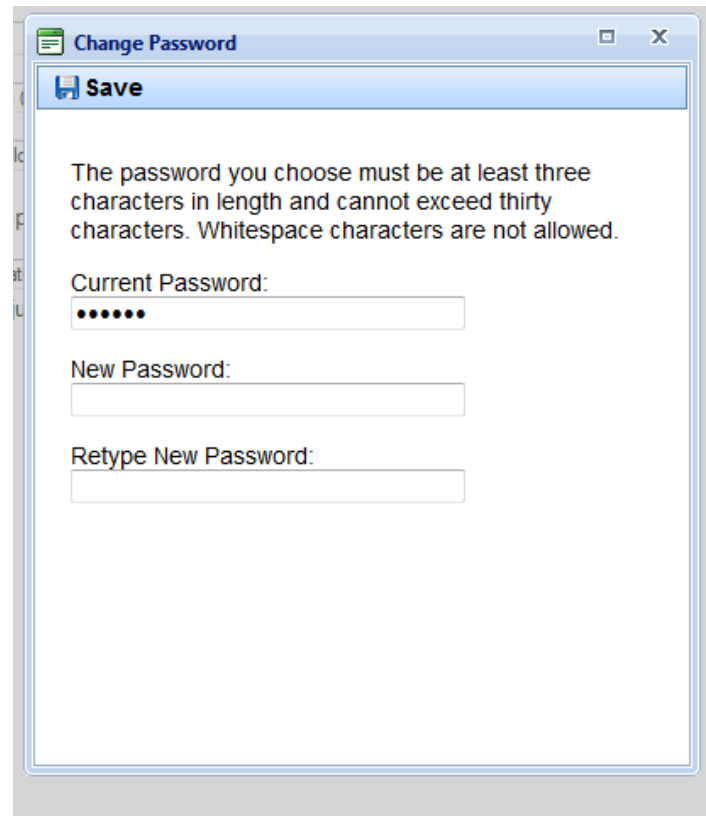 Change Password
Save
The password you choose must be at least three
characters in length and cannot exceed thirty
characters. Whitespace characters are not allowed.
Current Password:
••••••
New Password:
Retype New Password: